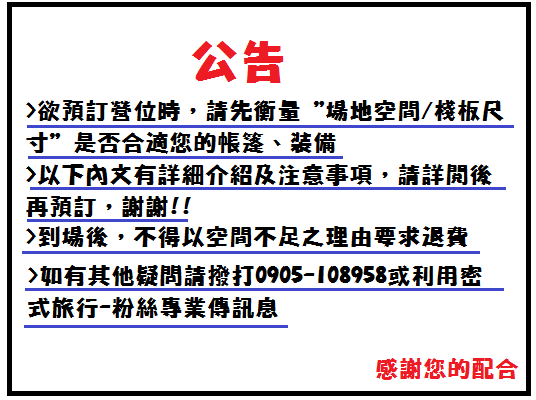 公告
>欲預訂營位時，請先衡量 "場地空間/棧板尺
寸" 是否合適您的帳篷、裝備
>以下內文有詳細介紹及注意事項，請詳閱後
再預訂，謝謝!!
>到場後，不得以空間不足之理由要求退費
>如有其他疑問請撥打0905-108958或利用密
式旅行-粉絲專業傳訊息
感謝您的配合